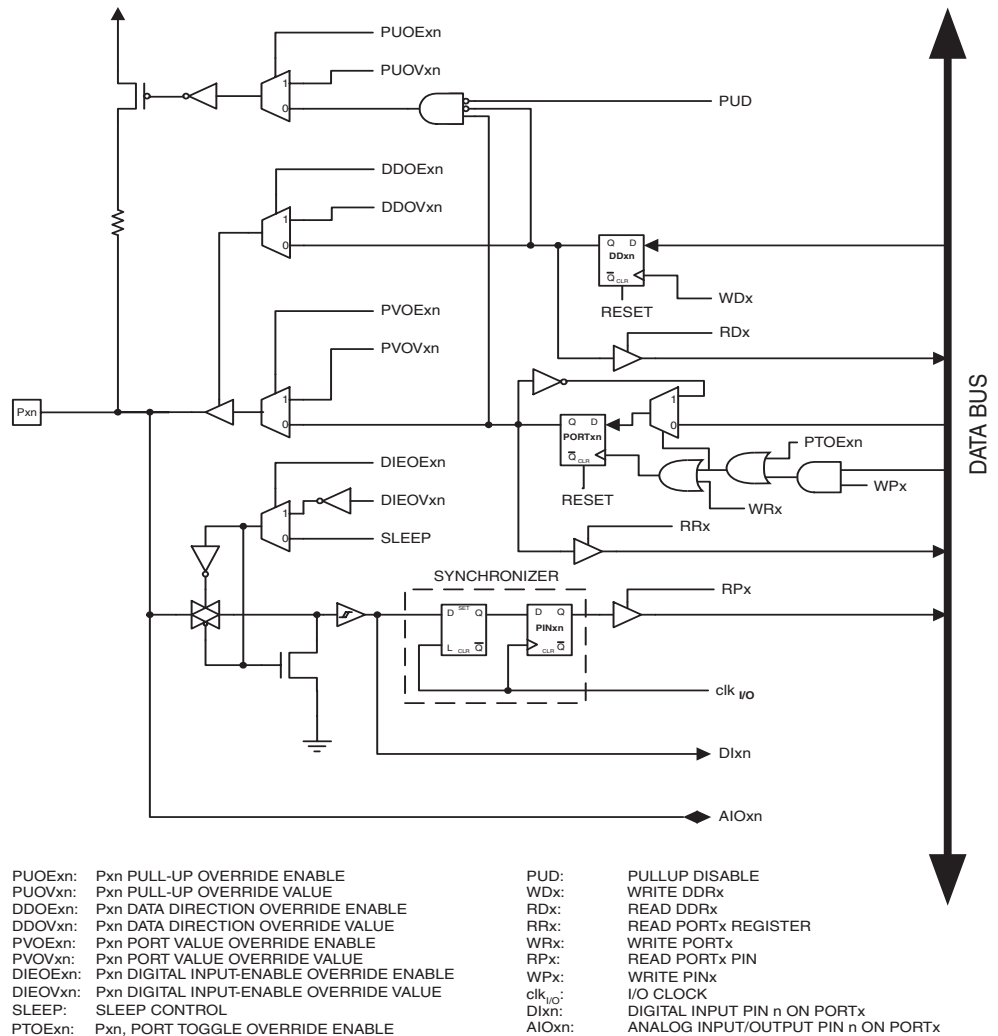 PUOExn
PUOVxn
1
0
PUD
DDOExn
DDOVxn
1
0
Q D
DDxn
Q CLR
WDx
RESET
RDx
PVOExn
PVOVxn
1
0
Pxn
1
0
Q D
PORTxn
Q CLR
RESET
PTOExn
WPx
WRx
RRx
DATA BUS
DIEOExn
DIEOVxn
1
0
SLEEP
SYNCHRONIZER
D SET Q
L CLR Q
D Q
PINxn
CLR Q
RPx
clk I/O
DIxn
AIOxn
PUOExn: Pxn PULL-UP OVERRIDE ENABLE
PUOVxn: Pxn PULL-UP OVERRIDE VALUE
DDOExn: Pxn DATA DIRECTION OVERRIDE ENABLE
DDOVxn: Pxn DATA DIRECTION OVERRIDE VALUE
PVOExn: Pxn PORT VALUE OVERRIDE ENABLE
PVOVxn: Pxn PORT VALUE OVERRIDE VALUE
DIEOExn: Pxn DIGITAL INPUT-ENABLE OVERRIDE ENABLE
DIEOVxn: Pxn DIGITAL INPUT-ENABLE OVERRIDE VALUE
SLEEP: SLEEP CONTROL
PTOExn: Pxn, PORT TOGGLE OVERRIDE ENABLE
PUD: PULLUP DISABLE
WDx: WRITE DDRx
RDx: READ DDRx
RRx: READ PORTx REGISTER
WRx: WRITE PORTx
RPx: READ PORTx PIN
WPx: WRITE PINx
clkI/O: I/O CLOCK
DIxn: DIGITAL INPUT PIN n ON PORTx
AIOxn: ANALOG INPUT/OUTPUT PIN n ON PORTx